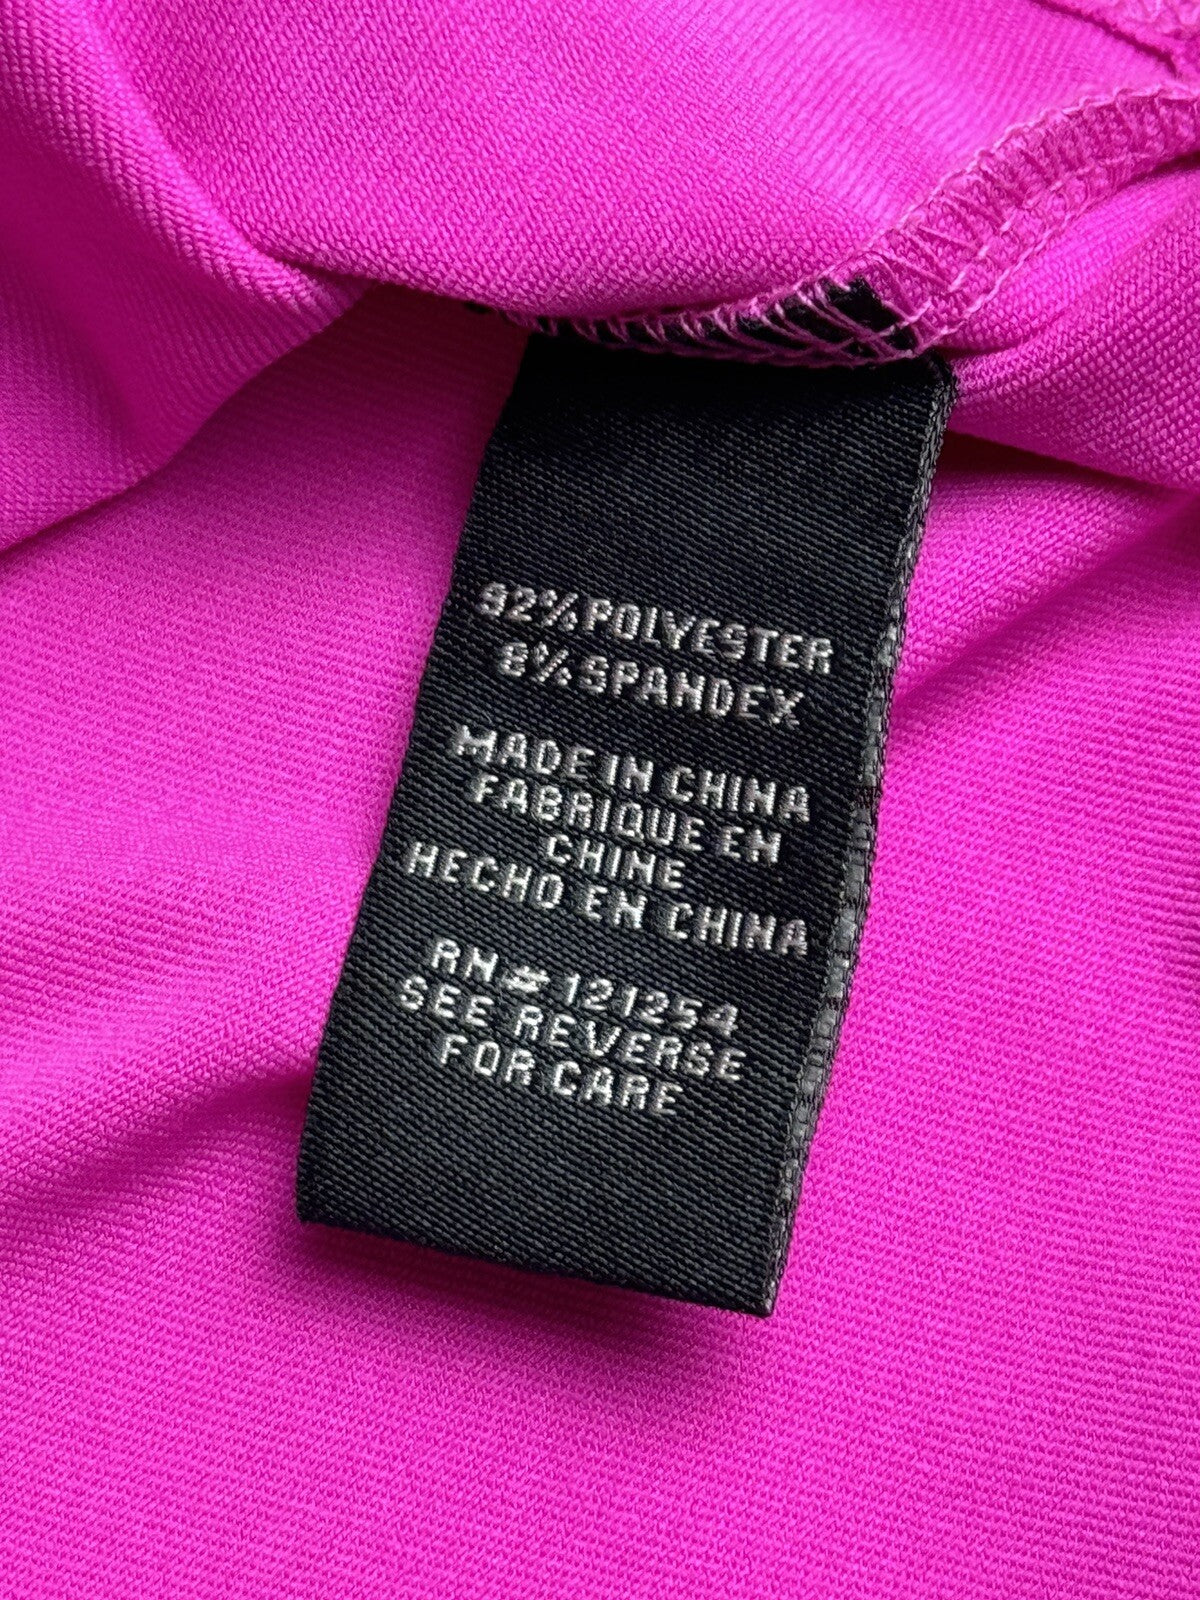 92% POLYESTER
8% SPANDEX
MADE IN CHINA
FABRIQUE EN
CHINE
HECHO EN CHINA
RN # 121254
SEE REVERSE
FOR CARE